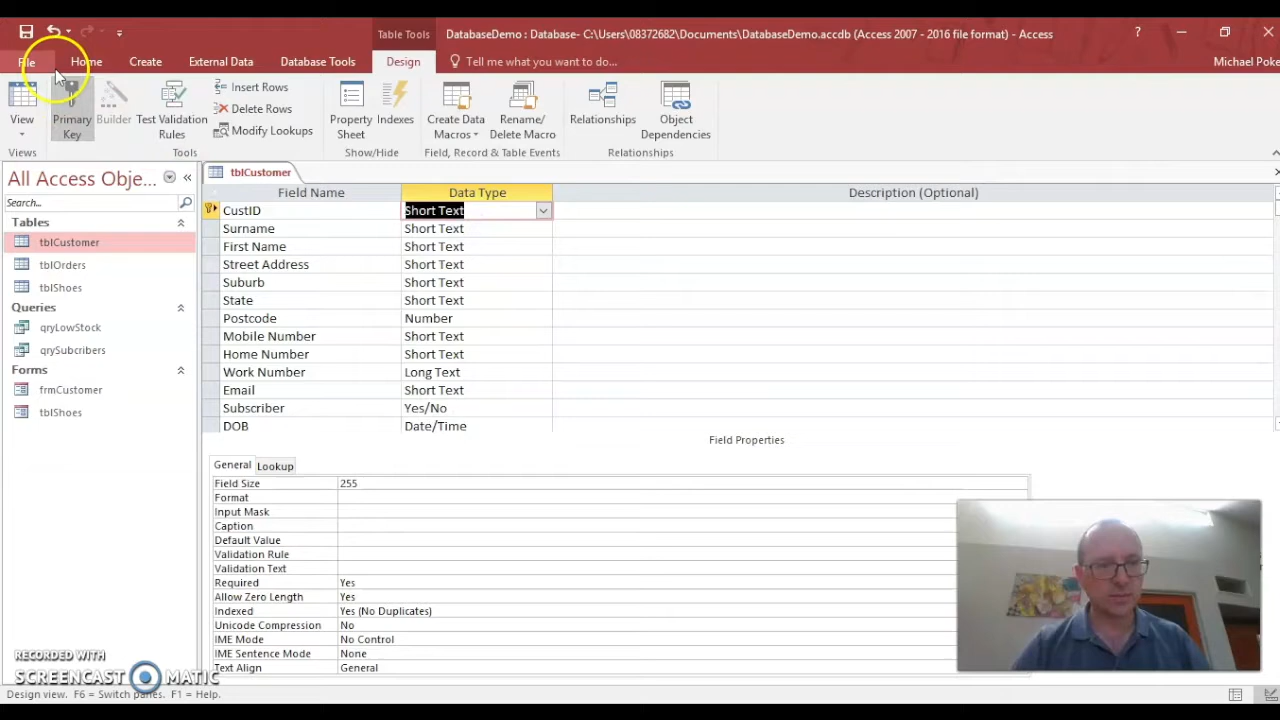 Table Tools
DatabaseDemo : Database- C:\Users\08372682\Documents\DatabaseDemo.accdb (Access 2007 - 2016 file format) - Access
?
File
Home
Create
External Data
Database Tools
Design
Tell me what you want to do...
Michael Poke
View
Primary Key
Builder
Test Validation Rules
Insert Rows
Delete Rows
Modify Lookups
Property Sheet
Indexes
Create Data Macros
Rename/ Delete Macro
Relationships
Object Dependencies
Views
Tools
Show/Hide
Field, Record & Table Events
Relationships
All Access Obje...
Search...
Tables
tblCustomer
tblOrders
tblShoes
Queries
qryLowStock
qrySubcribers
Forms
frmCustomer
tblShoes
tblCustomer
Field Name Data Type Description (Optional)
CustID Short Text
Surname Short Text
First Name Short Text
Street Address Short Text
Suburb Short Text
State Short Text
Postcode Number
Mobile Number Short Text
Home Number Short Text
Work Number Long Text
Email Short Text
Subscriber Yes/No
DOB Date/Time
Field Properties
General Lookup
Field Size 255
Format
Input Mask
Caption
Default Value
Validation Rule
Validation Text
Required Yes
Allow Zero Length Yes
Indexed Yes (No Duplicates)
Unicode Compression No
IME Mode No Control
IME Sentence Mode None
Text Align General
RECORDED WITH
SCREENCAST MATIC
Design view. F6 = Switch panes. F1 = Help.